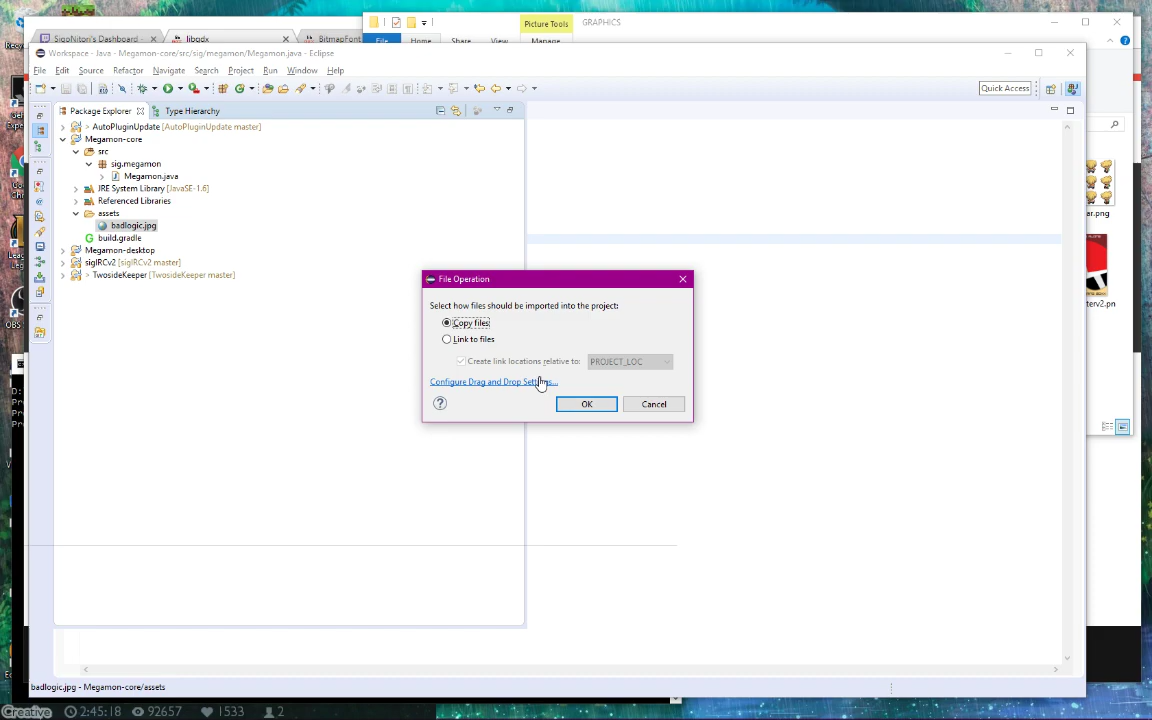 Picture Tools
GRAPHICS
SigoNitori's Dashboard -
libgdx
BitmapFont
File
Home
Share
View
Manage
Workspace - Java - Megamon-core/src/sig/megamon/Megamon.java - Eclipse
File Edit Source Refactor Navigate Search Project Run Window Help
Quick Access
Package Explorer
Type Hierarchy
> AutoPluginUpdate [AutoPluginUpdate master]
Megamon-core
src
sig.megamon
Megamon.java
JRE System Library [JavaSE-1.6]
Referenced Libraries
assets
badlogic.jpg
build.gradle
Megamon-desktop
sigIRCv2 [sigIRCv2 master]
> TwosideKeeper [TwosideKeeper master]
ar.png
terv2.pn
File Operation
Select how files should be imported into the project:
Copy files
Link to files
Create link locations relative to:
PROJECT_LOC
Configure Drag and Drop Settings...
OK
Cancel
OBS
D:
badlogic.jpg - Megamon-core/assets
Creative 2:45:18 92657 1533 2